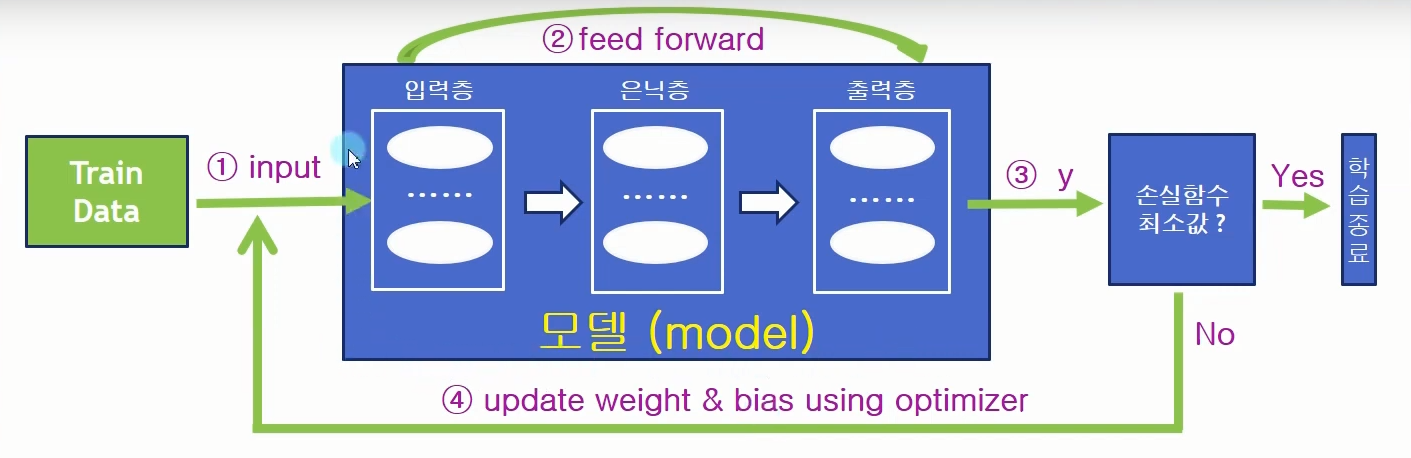 ② feed forward
입력층
은닉층
출력층
Train
Data
① input
······
······
······
③ y
손실함수
최소값 ?
Yes
학
습
종
료
모델 (model)
No
④ update weight & bias using optimizer